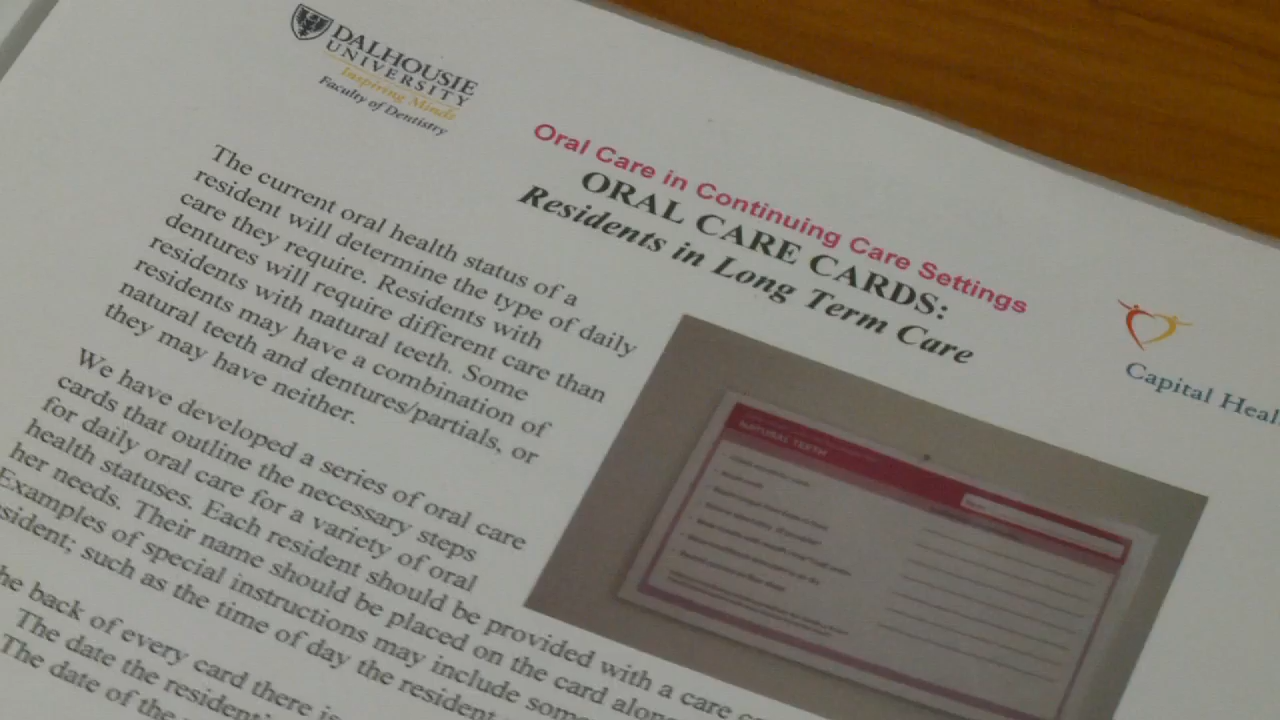 DALHOUSIE
UNIVERSITY
Inspiring Minds
Faculty of Dentistry
Oral Care in Continuing Care Settings
ORAL CARE CARDS:
Residents in Long Term Care
Capital Heal
The current oral health status of a
resident will determine the type of daily
care they require. Residents with
dentures will require different care than
residents with natural teeth. Some
residents may have a combination of
natural teeth and dentures/partials, or
they may have neither.
We have developed a series of oral care
cards that outline the necessary steps
for daily oral care for a variety of oral
health statuses. Each resident should be provided with a care
her needs. Their name should be placed on the card along
Examples of special instructions may include some
sident; such as the time of day the resident
he back of every card there is
The date the resident
The date of the
NATURAL TEETH